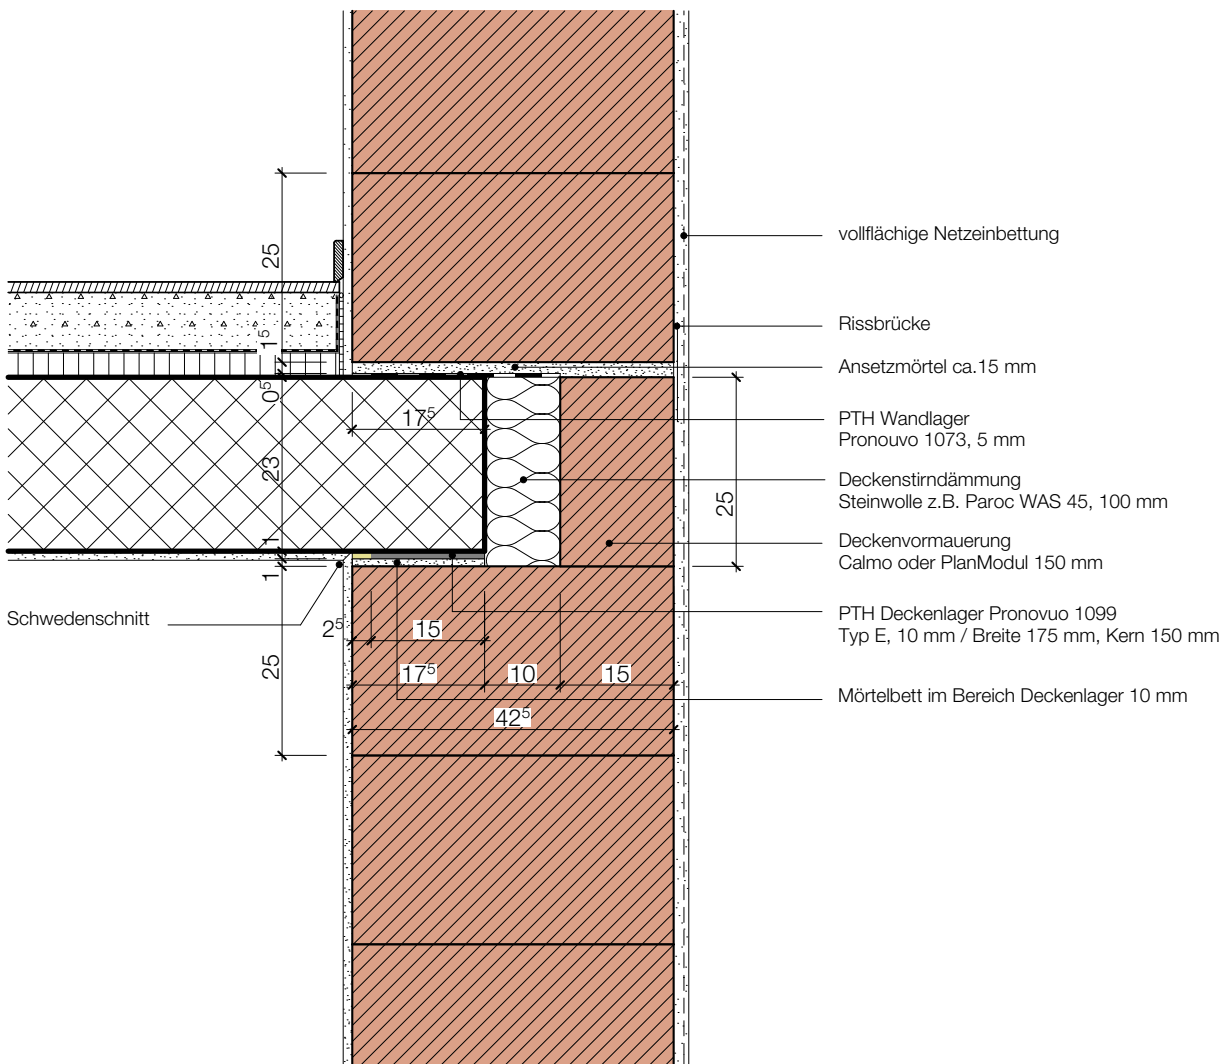 vollflächige Netzeinbettung
25
Rissbrücke
1⁵
Ansetzmörtel ca.15 mm
0⁵
17⁵
PTH Wandlager
Pronouvo 1073, 5 mm
23
Deckenstirndämmung
Steinwolle z.B. Paroc WAS 45, 100 mm
25
1
Deckenvormauerung
Calmo oder PlanModul 150 mm
1
Schwedenschnitt
2⁵
15
PTH Deckenlager Pronovuo 1099
Typ E, 10 mm / Breite 175 mm, Kern 150 mm
25
17⁵
10
15
Mörtelbett im Bereich Deckenlager 10 mm
42⁵